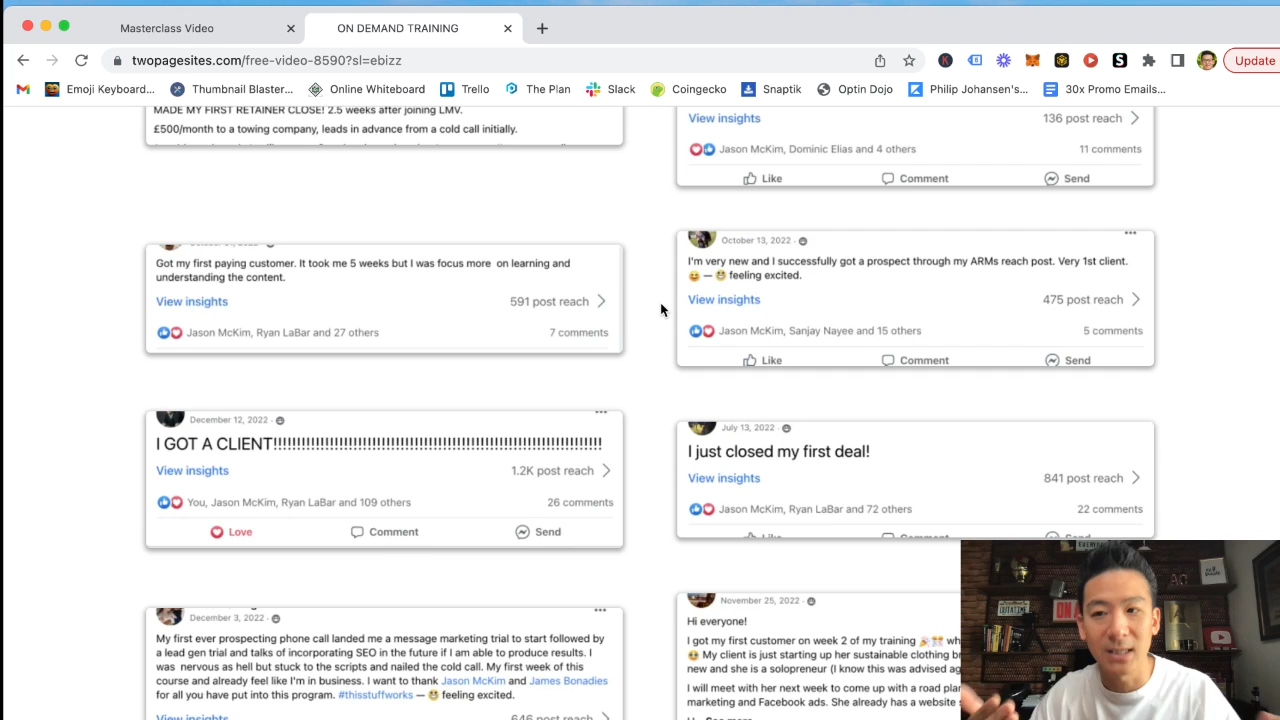 Masterclass Video
ON DEMAND TRAINING
twopagesites.com/free-video-8590?sl=ebizz
Update
Emoji Keyboard...
Thumbnail Blaster...
Online Whiteboard
Trello
The Plan
Slack
Coingecko
Snaptik
Optin Dojo
Philip Johansen's...
30x Promo Emails...
MADE MY FIRST RETAINER CLOSE! 2.5 weeks after joining LMV.
£500/month to a towing company, leads in advance from a cold call initially.
View insights
136 post reach
Jason McKim, Dominic Elias and 4 others
11 comments
Like
Comment
Send
Got my first paying customer. It took me 5 weeks but I was focus more on learning and
understanding the content.
View insights
591 post reach
Jason McKim, Ryan LaBar and 27 others
7 comments
October 13, 2022
I'm very new and I successfully got a prospect through my ARMs reach post. Very 1st client.
😄 — 😁 feeling excited.
View insights
475 post reach
Jason McKim, Sanjay Nayee and 15 others
5 comments
Like
Comment
Send
December 12, 2022
I GOT A CLIENT!!!!!!!!!!!!!!!!!!!!!!!!!!!!!!!!!!!!!!!!!!!!!!!!!!!!!!!!!!!!!!!!!!
View insights
1.2K post reach
You, Jason McKim, Ryan LaBar and 109 others
26 comments
Love
Comment
Send
July 13, 2022
I just closed my first deal!
View insights
841 post reach
Jason McKim, Ryan LaBar and 72 others
22 comments
Like
Comment
Send
December 3, 2022
My first ever prospecting phone call landed me a message marketing trial to start followed by
a lead gen trial and talks of incorporating SEO in the future if I am able to produce results. I
was nervous as hell but stuck to the scripts and nailed the cold call. My first week of this
course and already feel like I'm in business. I want to thank Jason McKim and James Bonadies
for all you have put into this program. #thisstuffworks — 😁 feeling excited.
View insights
646 post reach
November 25, 2022
Hi everyone!
I got my first customer on week 2 of my training 🎉🎊 wh
😢 My client is just starting up her sustainable clothing b
new and she is a solopreneur (I know this was advised ag
I will meet with her next week to come up with a road plan
marketing and Facebook ads. She already has a website